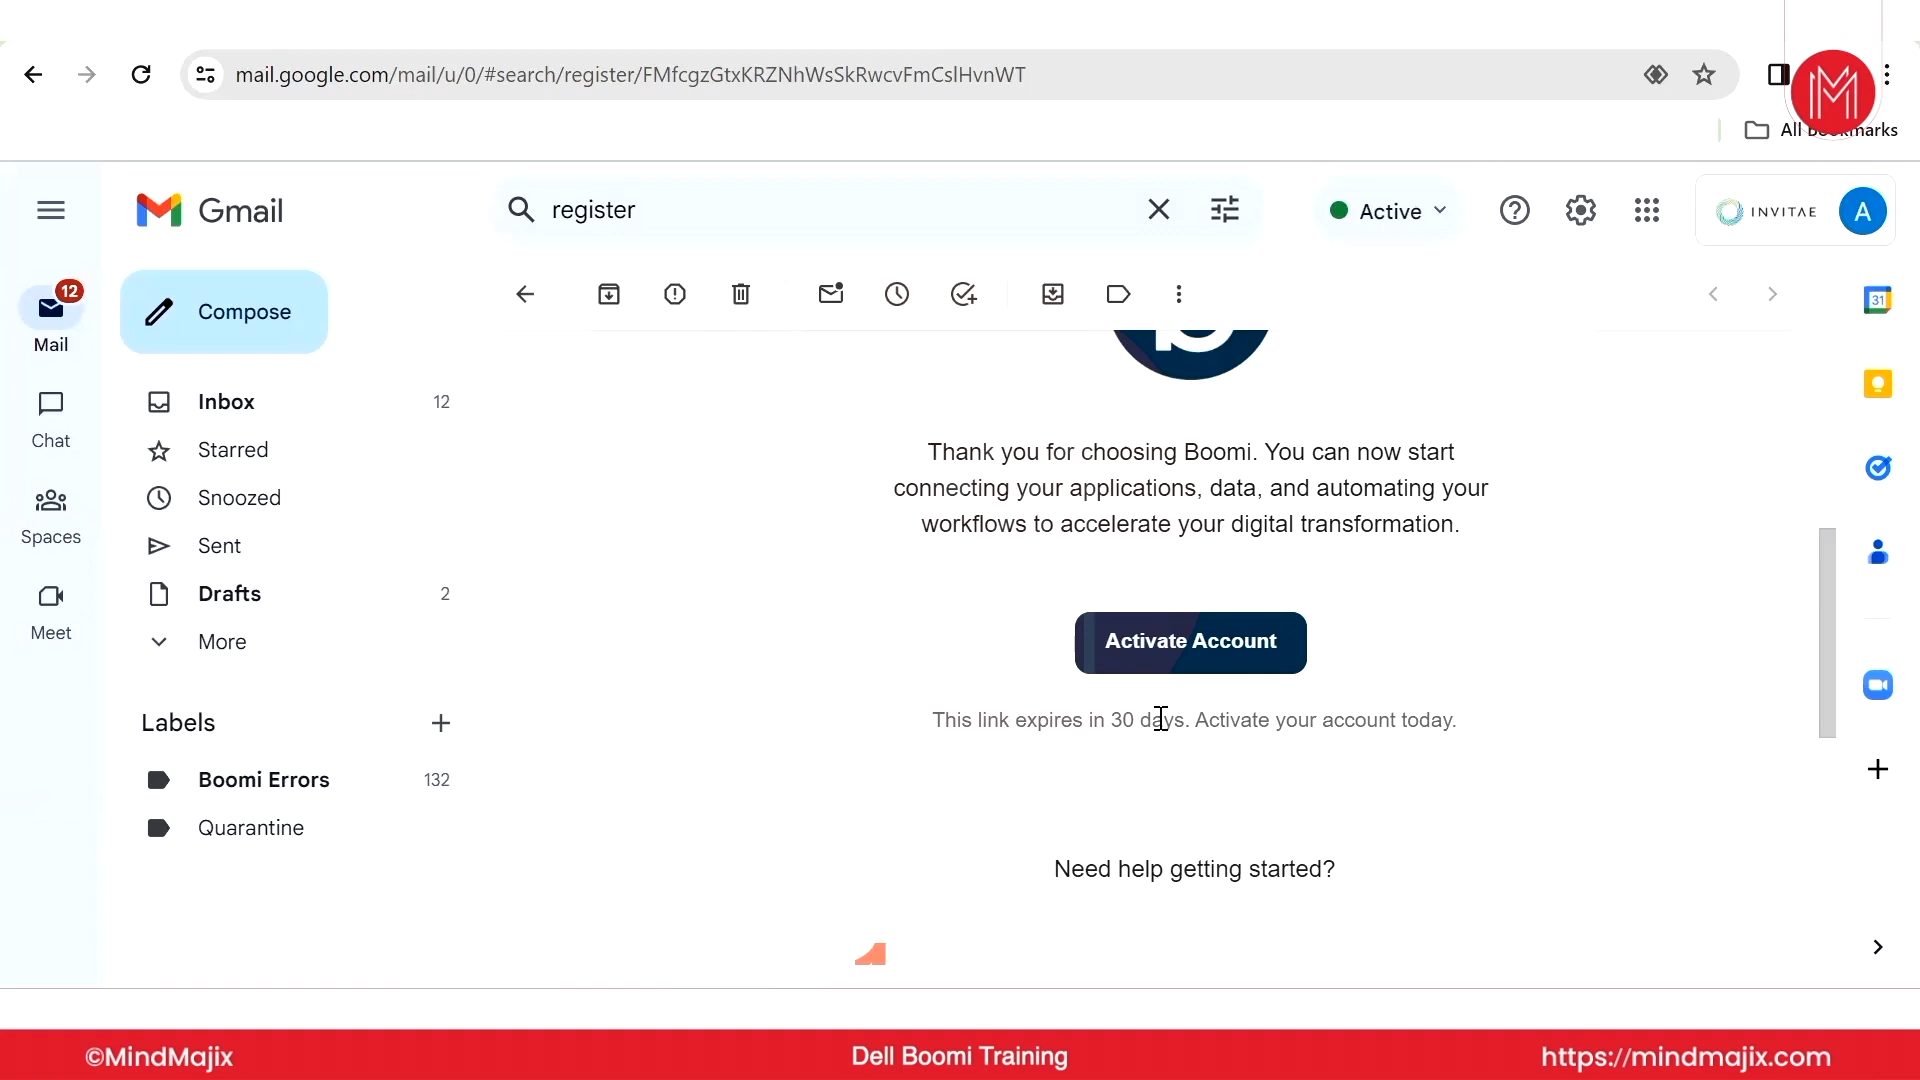 mail.google.com/mail/u/0/#search/register/FMfcgzGtxKRZNhWsSkRwcvFmCslHvnWT
All Bookmarks
Gmail
register
Active
INVITAE
A
12
Mail
Compose
31
Inbox 12
Chat
Starred
Snoozed
Spaces
Sent
Drafts 2
Meet
More
Thank you for choosing Boomi. You can now start
connecting your applications, data, and automating your
workflows to accelerate your digital transformation.
Activate Account
This link expires in 30 days. Activate your account today.
Labels
Boomi Errors 132
Quarantine
Need help getting started?
©MindMajix
Dell Boomi Training
https://mindmajix.com